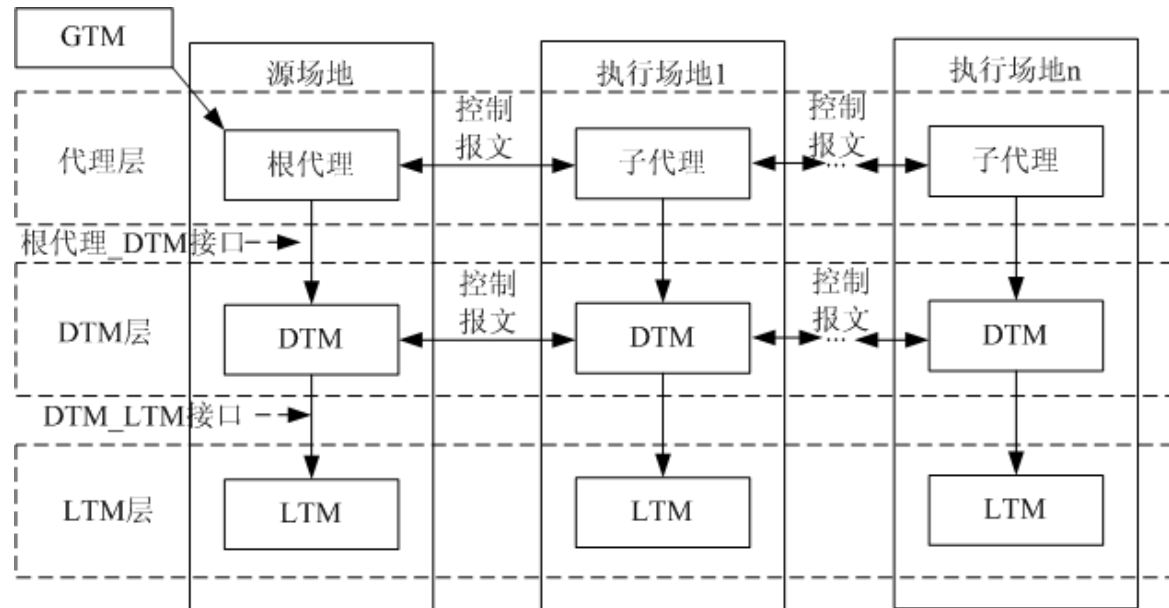 GTM
源场地
执行场地1
执行场地n
代理层
根代理
控制
报文
子代理
控制
报文
...
子代理
根代理_DTM接口
DTM层
DTM
控制
报文
DTM
控制
报文
...
DTM
DTM_LTM接口
LTM层
LTM
LTM
LTM